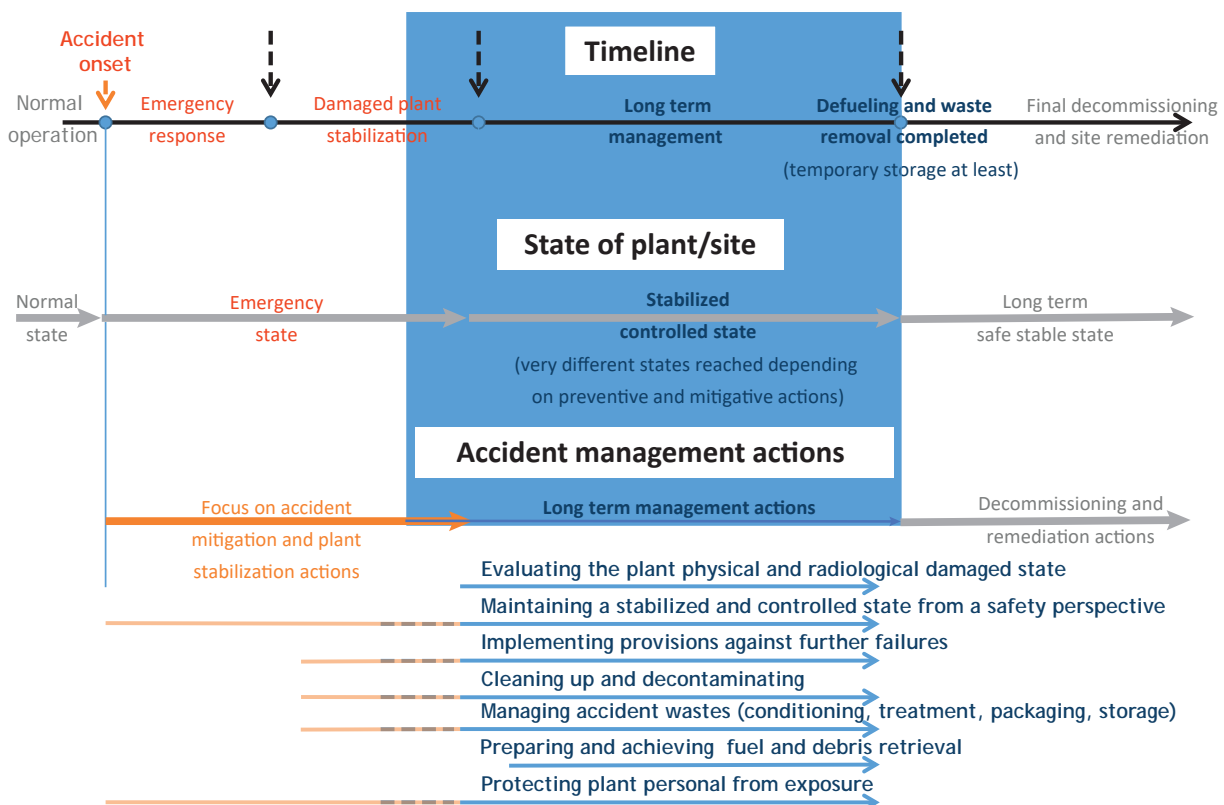 Timeline
Accident
onset
Normal
operation
Emergency
response
Damaged plant
stabilization
Long term
management
Defueling and waste
removal completed
(temporary storage at least)
Final decommissioning
and site remediation
State of plant/site
Normal
state
Emergency
state
Stabilized
controlled state
(very different states reached depending
on preventive and mitigative actions)
Long term
safe stable state
Accident management actions
Focus on accident
mitigation and plant
stabilization actions
Long term management actions
Decommissioning and
remediation actions
Evaluating the plant physical and radiological damaged state
Maintaining a stabilized and controlled state from a safety perspective
Implementing provisions against further failures
Cleaning up and decontaminating
Managing accident wastes (conditioning, treatment, packaging, storage)
Preparing and achieving fuel and debris retrieval
Protecting plant personal from exposure